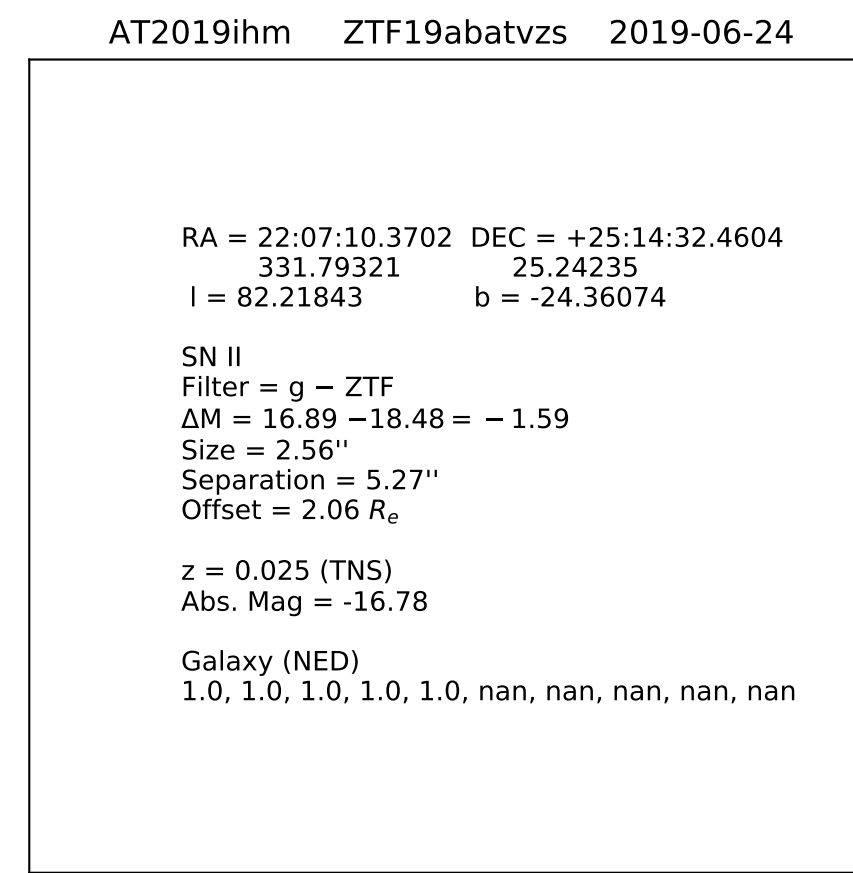 AT2019ihm ZTF19abatvzs 2019-06-24
RA = 22:07:10.3702 DEC = +25:14:32.4604
331.79321 25.24235
l = 82.21843 b = -24.36074
SN II
Filter = g − ZTF
ΔM = 16.89 −18.48 = − 1.59
Size = 2.56''
Separation = 5.27''
Offset = 2.06 Rₑ
z = 0.025 (TNS)
Abs. Mag = -16.78
Galaxy (NED)
1.0, 1.0, 1.0, 1.0, 1.0, nan, nan, nan, nan, nan